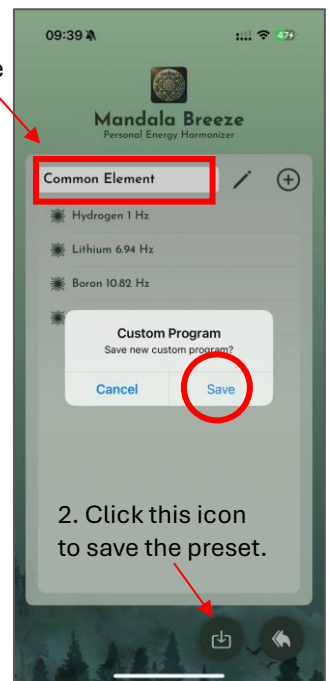 09:39
47
e
Mandala Breeze
Personal Energy Harmonizer
Common Element
Hydrogen 1 Hz
Lithium 6.94 Hz
Boron 10.82 Hz
Custom Program
Save new custom program?
Cancel Save
2. Click this icon
to save the preset.